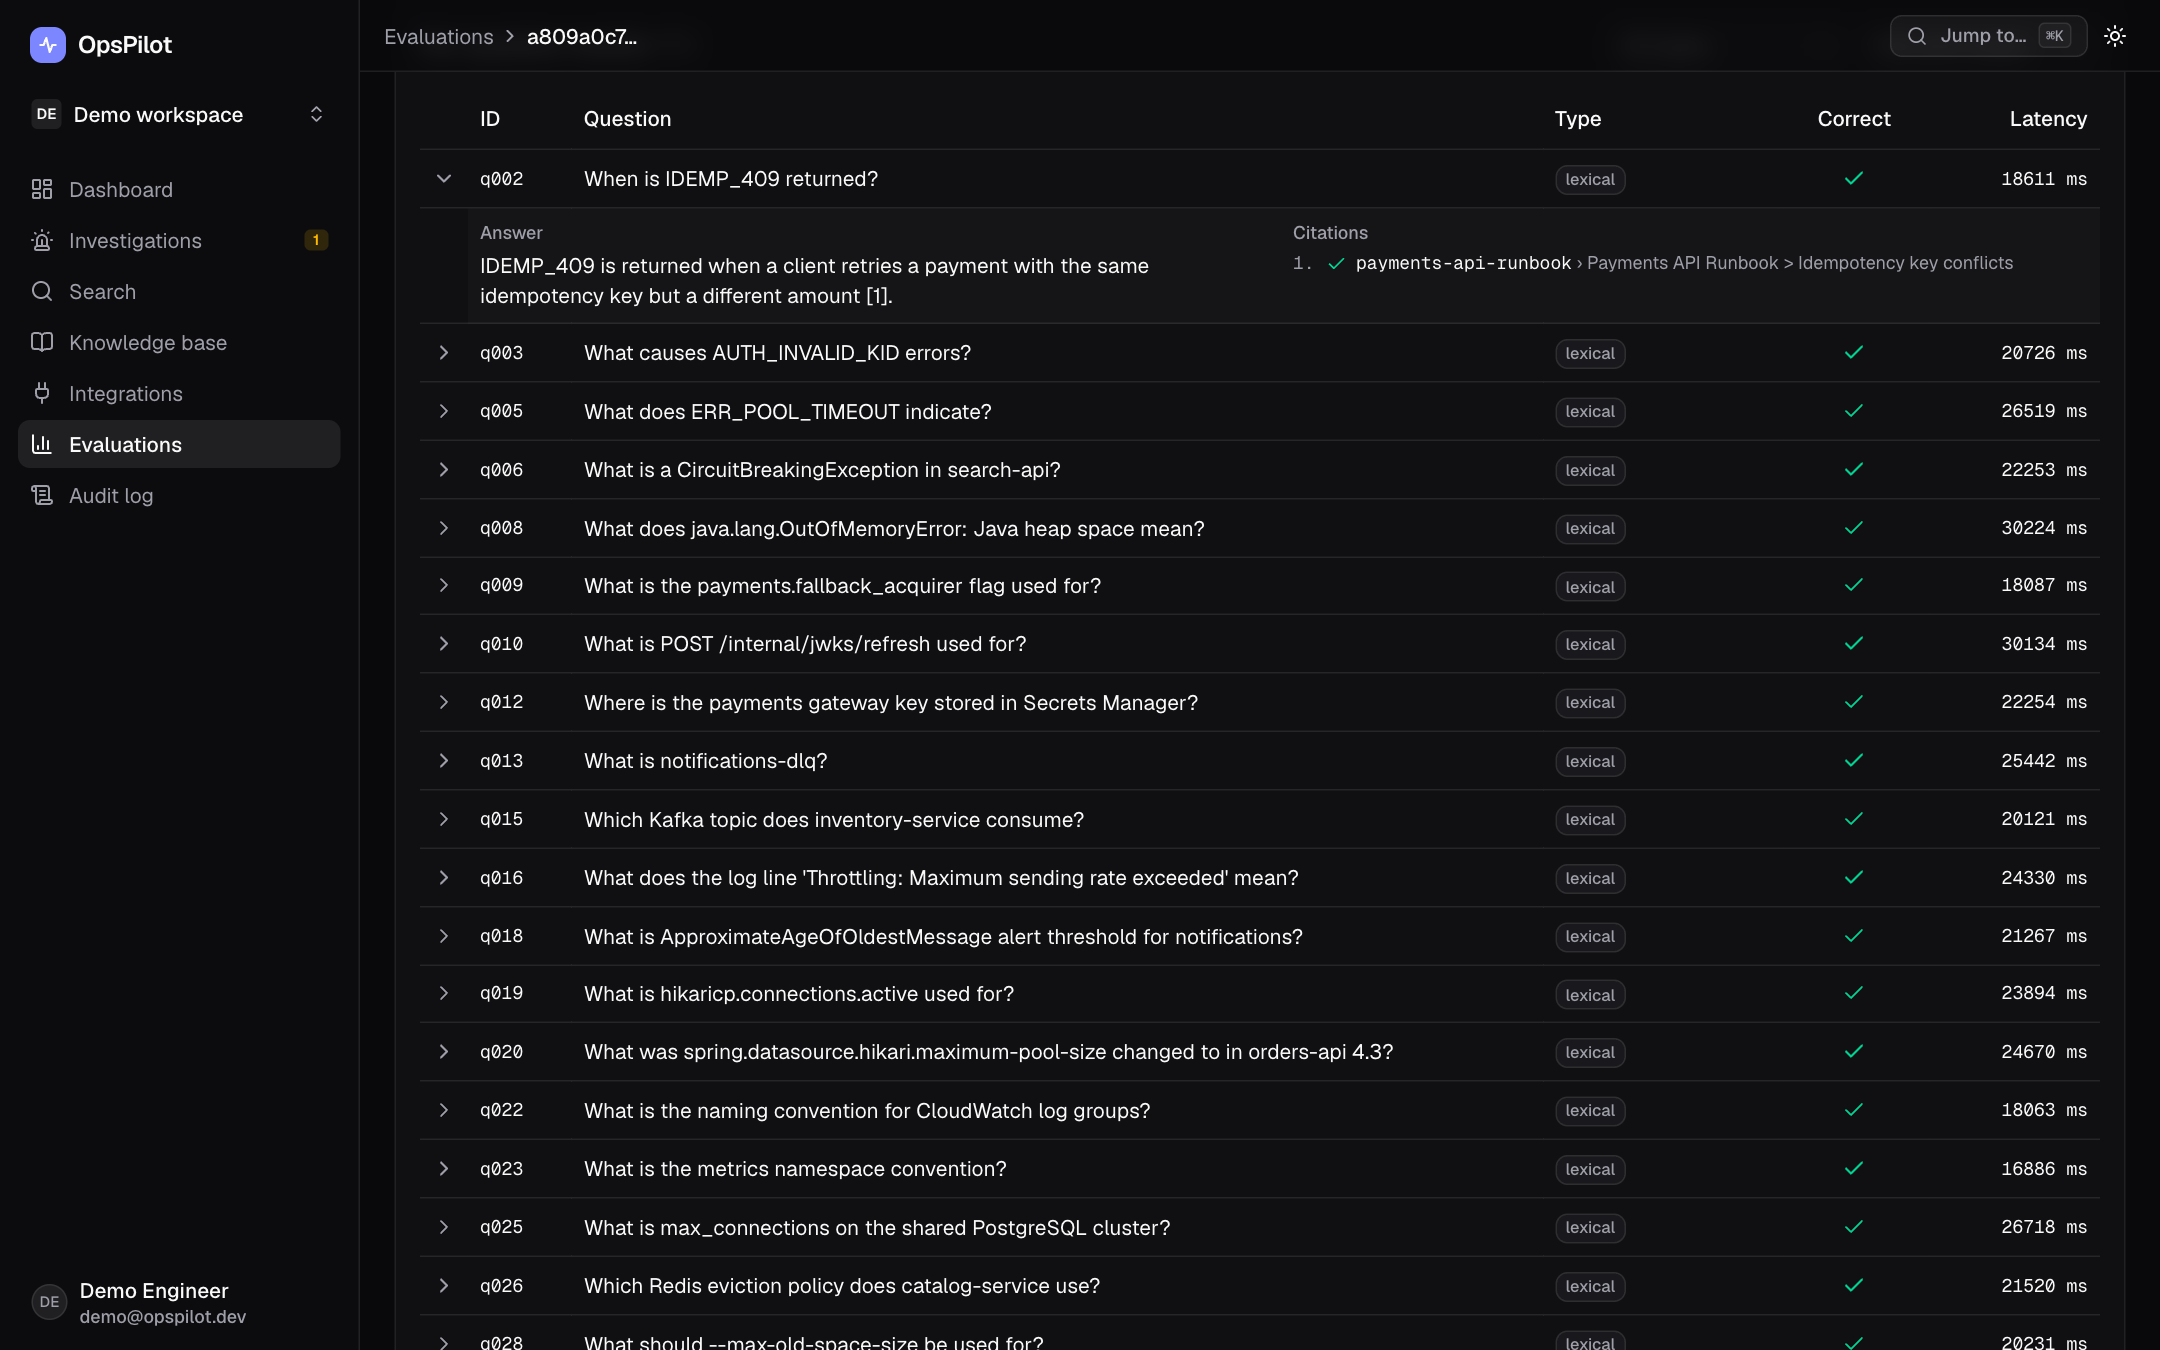 OpsPilot
DE Demo workspace
Dashboard
Investigations 1
Search
Knowledge base
Integrations
Evaluations
Audit log
DE Demo Engineer
demo@opspilot.dev
Evaluations > a809a0c7...
Jump to... ⌘K
ID Question Type Correct Latency
q002 When is IDEMP_409 returned? lexical 18611 ms
Answer
IDEMP_409 is returned when a client retries a payment with the same
idempotency key but a different amount [1].
Citations
1. payments-api-runbook › Payments API Runbook > Idempotency key conflicts
q003 What causes AUTH_INVALID_KID errors? lexical 20726 ms
q005 What does ERR_POOL_TIMEOUT indicate? lexical 26519 ms
q006 What is a CircuitBreakingException in search-api? lexical 22253 ms
q008 What does java.lang.OutOfMemoryError: Java heap space mean? lexical 30224 ms
q009 What is the payments.fallback_acquirer flag used for? lexical 18087 ms
q010 What is POST /internal/jwks/refresh used for? lexical 30134 ms
q012 Where is the payments gateway key stored in Secrets Manager? lexical 22254 ms
q013 What is notifications-dlq? lexical 25442 ms
q015 Which Kafka topic does inventory-service consume? lexical 20121 ms
q016 What does the log line 'Throttling: Maximum sending rate exceeded' mean? lexical 24330 ms
q018 What is ApproximateAgeOfOldestMessage alert threshold for notifications? lexical 21267 ms
q019 What is hikaricp.connections.active used for? lexical 23894 ms
q020 What was spring.datasource.hikari.maximum-pool-size changed to in orders-api 4.3? lexical 24670 ms
q022 What is the naming convention for CloudWatch log groups? lexical 18063 ms
q023 What is the metrics namespace convention? lexical 16886 ms
q025 What is max_connections on the shared PostgreSQL cluster? lexical 26718 ms
q026 Which Redis eviction policy does catalog-service use? lexical 21520 ms
q028 What should --max-old-space-size be used for? lexical 20231 ms